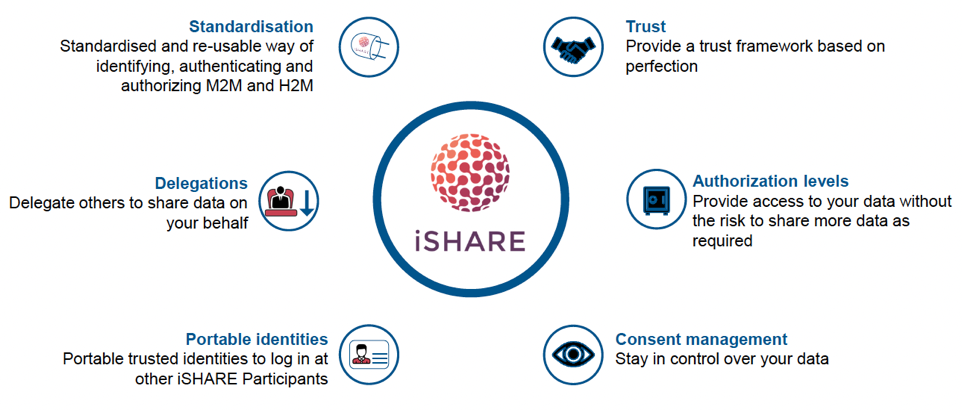 Standardisation
Standardised and re-usable way of
identifying, authenticating and
authorizing M2M and H2M
Trust
Provide a trust framework based on
perfection
Delegations
Delegate others to share data on
your behalf
iSHARE
Authorization levels
Provide access to your data without
the risk to share more data as
required
Portable identities
Portable trusted identities to log in at
other iSHARE Participants
Consent management
Stay in control over your data